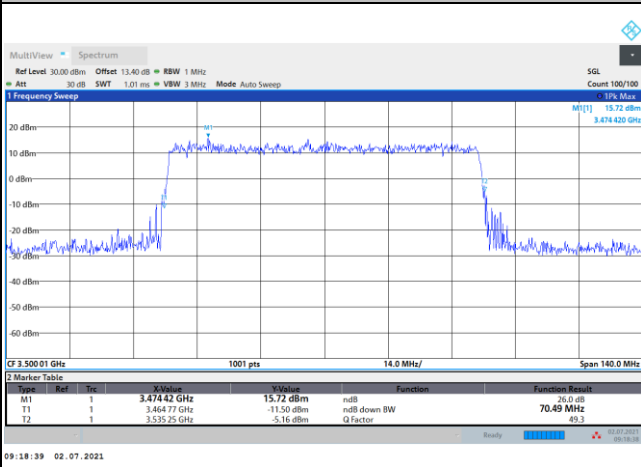 MultiView Spectrum
Ref Level 30.00 dBm Offset 13.40 dB RBW 1 MHz SGL
Att 30 dB SWT 1.01 ms VBW 3 MHz Mode Auto Sweep Count 100/100
1 Frequency Sweep 1Pk Max
M1[1] 15.72 dBm
3.474 420 GHz
M1
20 dBm
10 dBm
0 dBm
T2
-10 dBm
-20 dBm
-30 dBm
-40 dBm
-50 dBm
-60 dBm
CF 3.500 01 GHz 1001 pts 14.0 MHz/ Span 140.0 MHz
2 Marker Table
Type Ref Trc X-Value Y-Value Function Function Result
M1 1 3.474 42 GHz 15.72 dBm ndB 26.0 dB
T1 1 3.464 77 GHz -11.50 dBm ndB down BW 70.49 MHz
T2 1 3.535 25 GHz -5.16 dBm Q Factor 49.3
Ready 02.07.2021
09:18:38
09:18:39 02.07.2021